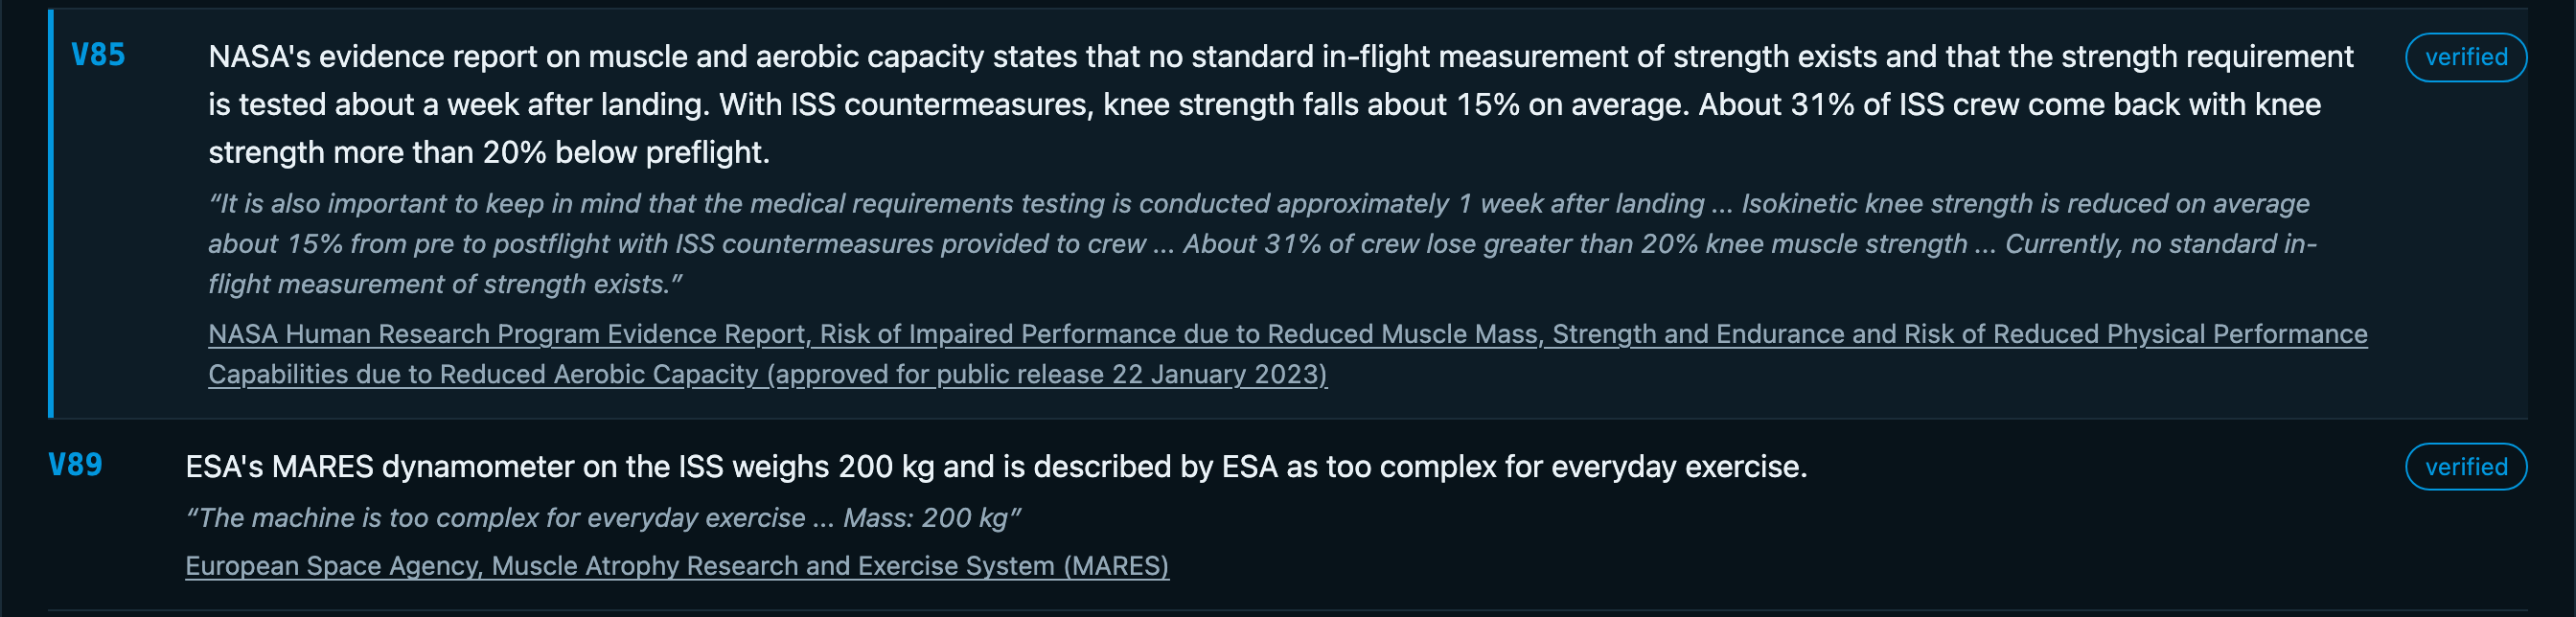 V85
NASA's evidence report on muscle and aerobic capacity states that no standard in-flight measurement of strength exists and that the strength requirement
verified
is tested about a week after landing. With ISS countermeasures, knee strength falls about 15% on average. About 31% of ISS crew come back with knee
strength more than 20% below preflight.
“It is also important to keep in mind that the medical requirements testing is conducted approximately 1 week after landing ... Isokinetic knee strength is reduced on average
about 15% from pre to postflight with ISS countermeasures provided to crew ... About 31% of crew lose greater than 20% knee muscle strength ... Currently, no standard in-
flight measurement of strength exists.”
NASA Human Research Program Evidence Report, Risk of Impaired Performance due to Reduced Muscle Mass, Strength and Endurance and Risk of Reduced Physical Performance
Capabilities due to Reduced Aerobic Capacity (approved for public release 22 January 2023)
V89
ESA's MARES dynamometer on the ISS weighs 200 kg and is described by ESA as too complex for everyday exercise.
verified
“The machine is too complex for everyday exercise ... Mass: 200 kg”
European Space Agency, Muscle Atrophy Research and Exercise System (MARES)